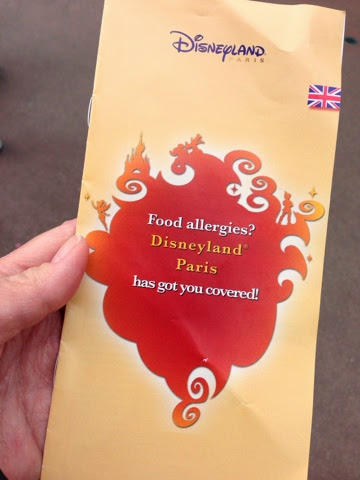 DISNEYLAND
PARIS
Food allergies?
Disneyland®
Paris
has got you covered!